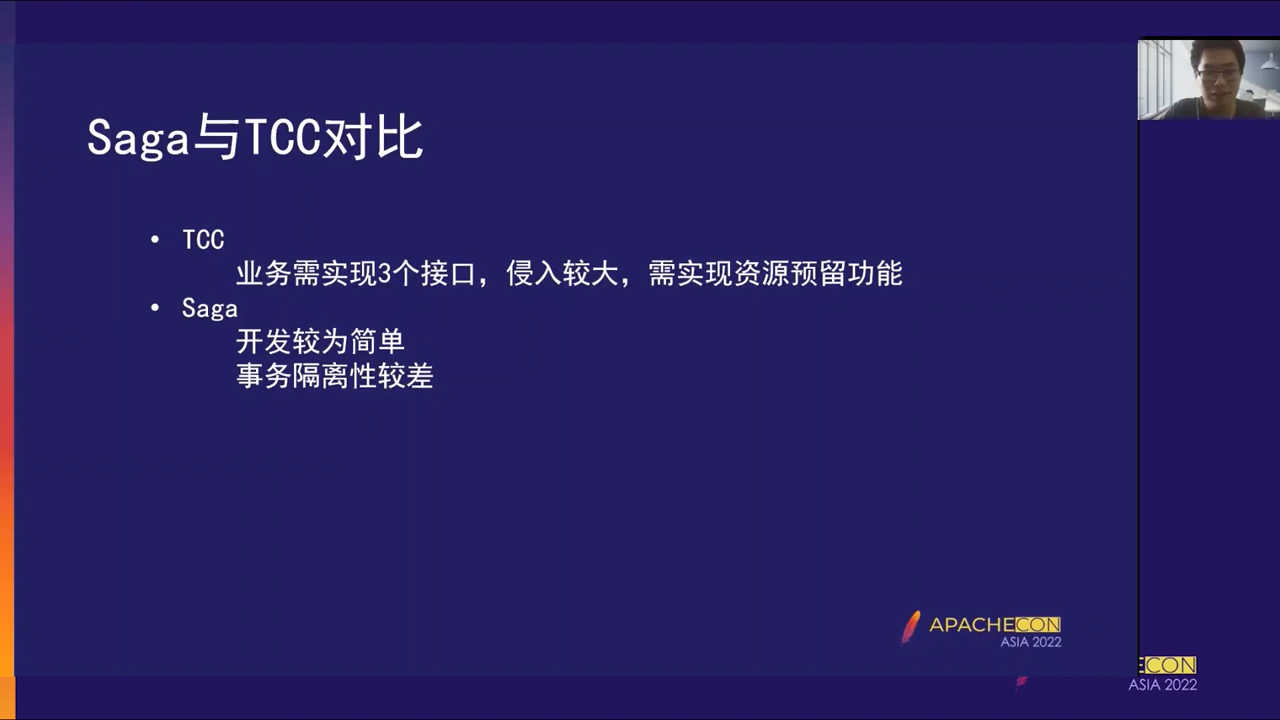 Saga与TCC对比
• TCC
业务需实现3个接口，侵入较大，需实现资源预留功能
• Saga
开发较为简单
事务隔离性较差
APACHECON
ASIA 2022
ECON
ASIA 2022